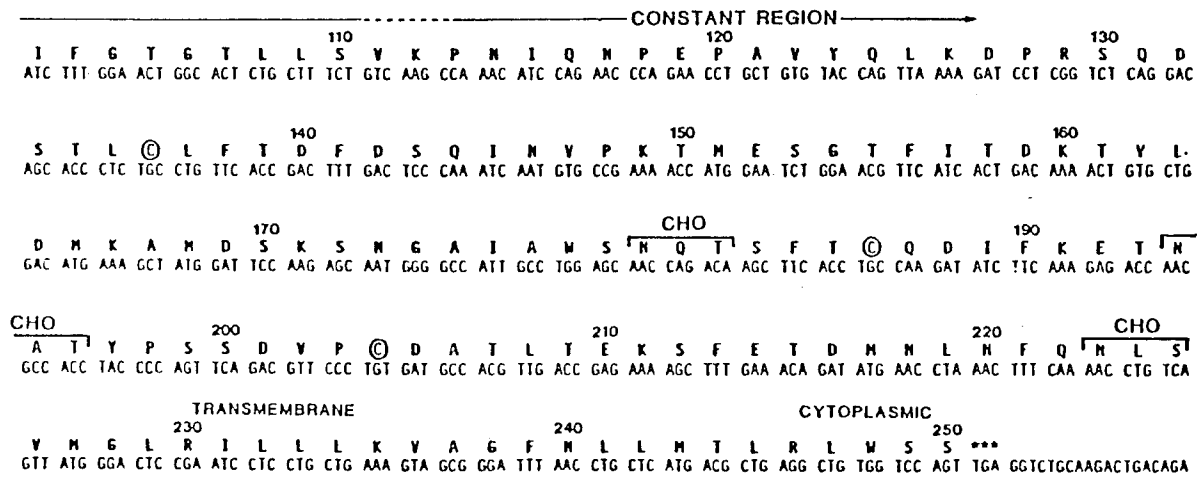 CONSTANT REGION
110 120 130
I F G T G T L L S V K P N I Q N P E P A V Y Q L K D P R S Q D
ATC TTT GGA ACT GGC ACT CTG CTT TCT GTC AAG CCA AAC ATC CAG AAC CCA GAA CCT GCT GTG TAC CAG TTA AAA GAT CCT CGG TCT CAG GAC
140 150 160
S T L Ⓒ L F T D F D S Q I N V P K T M E S G T F I T D K T V L
AGC ACC CTC TGC CTG TTC ACC GAC TTT GAC TCC CAA ATC AAT GTG CCG AAA ACC ATG GAA TCT GGA ACG TTC ATC ACT GAC AAA ACT GTG CTG
170 CHO 190
D M K A M D S K S N G A I A W S N Q T S F T Ⓒ Q D I F K E T N
GAC ATG AAA GCT ATG GAT TCC AAG AGC AAT GGG GCC ATT GCC TGG AGC AAC CAG ACA AGC TTC ACC TGC CAA GAT ATC TTC AAA GAG ACC AAC
CHO 200 210 220 CHO
A T Y P S S D V P Ⓒ D A T L T E K S F E T D M N L N F Q N L S
GCC ACC TAC CCC AGT TCA GAC GTT CCC TGT GAT GCC ACG TTG ACC GAG AAA AGC TTT GAA ACA GAT ATG AAC CTA AAC TTT CAA AAC CTG TCA
TRANSMEMBRANE CYTOPLASMIC
230 240 250
V M G L R I L L L K V A G F N L L M T L R L W S S ***
GTT ATG GGA CTC CGA ATC CTC CTG CTG AAA GTA GCG GGA TTT AAC CTG CTC ATG ACG CTG AGG CTG TGG TCC AGT TGA GGTCTGCAAGACTGACAGA